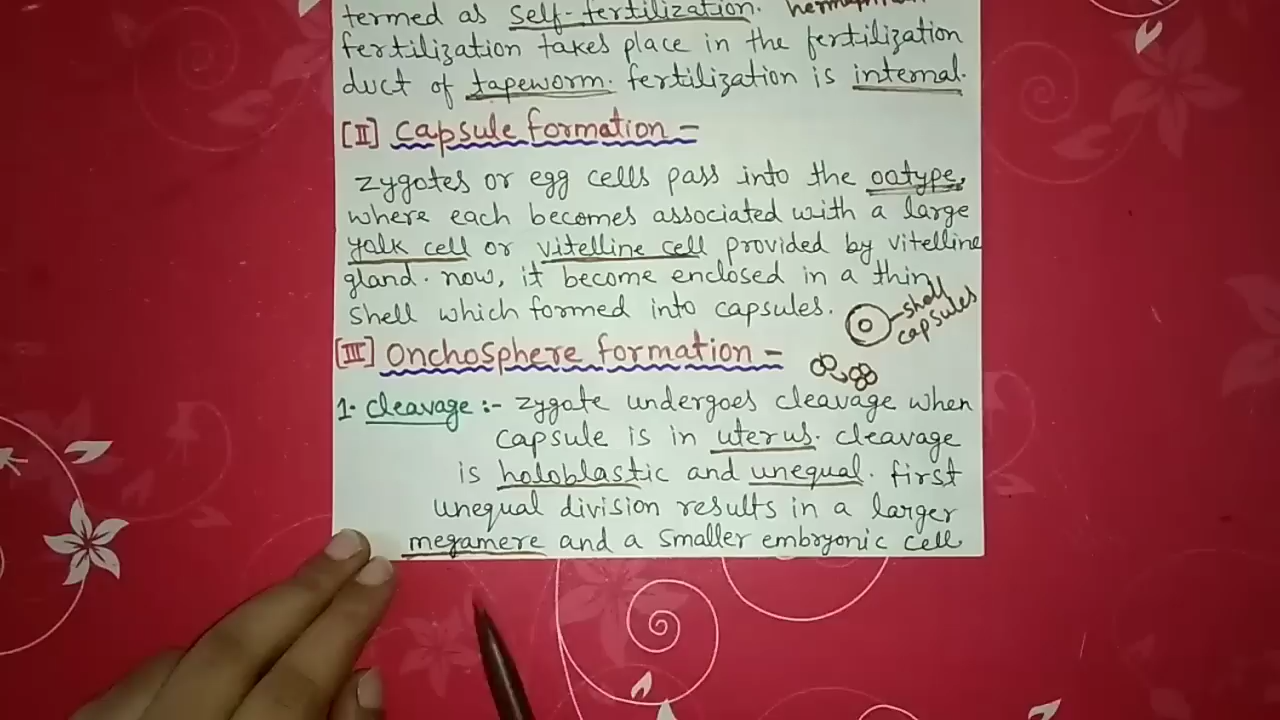 termed as self-fertilization.
fertilization takes place in the fertilization
duct of tapeworm. fertilization is internal.
[II] Capsule formation =
zygotes or egg cells pass into the ootype,
where each becomes associated with a large
yolk cell or vitelline cell provided by vitelline
gland. now, it become enclosed in a thin
shell which formed into capsules.
shell
capsules
[III] Onchosphere formation =
1. cleavage :- zygate undergoes cleavage when
capsule is in uterus. cleavage
is holoblastic and unequal. first
unequal division results in a larger
megamere and a smaller embryonic cell.